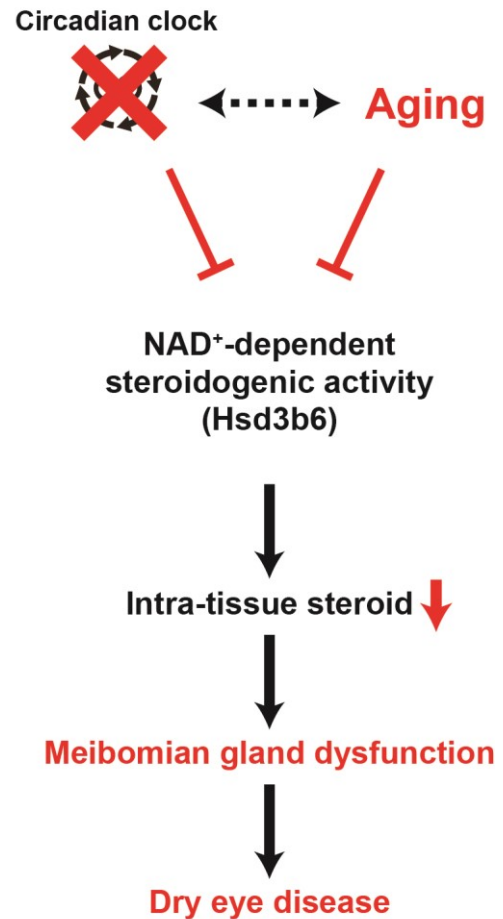 Circadian clock
Aging
NAD⁺-dependent
steroidogenic activity
(Hsd3b6)
Intra-tissue steroid
Meibomian gland dysfunction
Dry eye disease